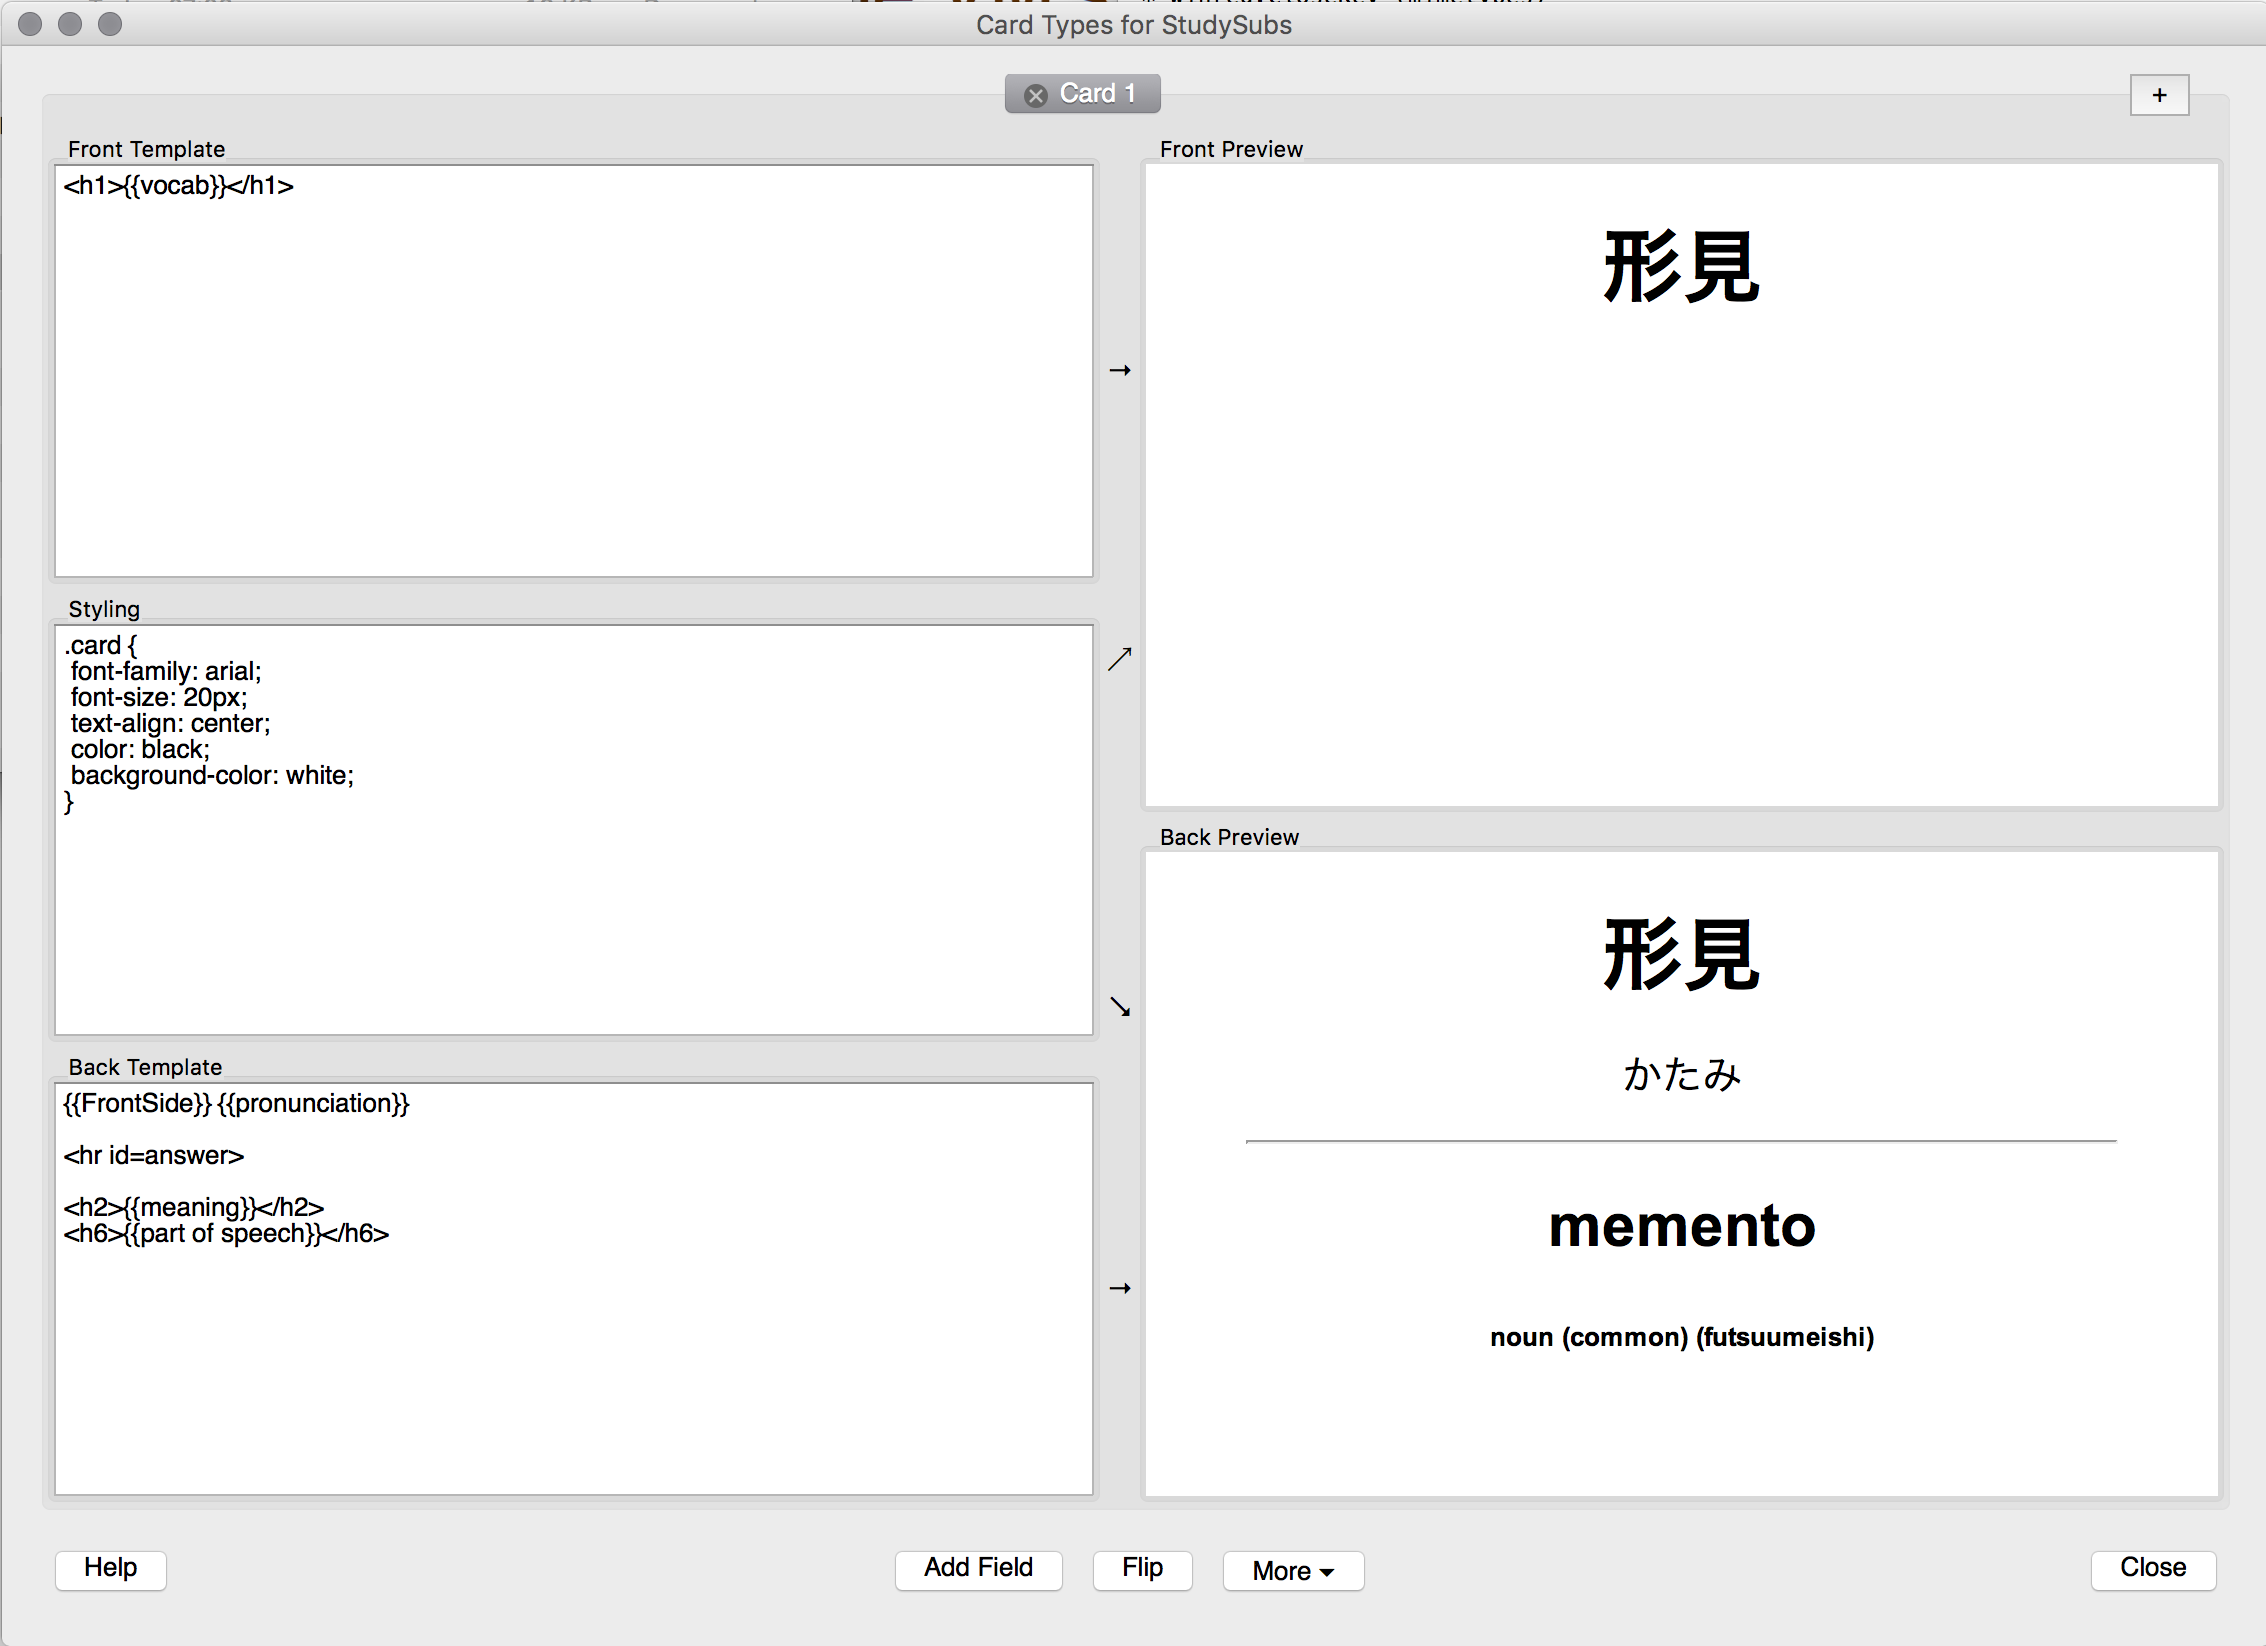 Card Types for StudySubs
Card 1
+
Front Template
<h1>{{vocab}}</h1>
Styling
.card {
font-family: arial;
font-size: 20px;
text-align: center;
color: black;
background-color: white;
}
Back Template
{{FrontSide}} {{pronunciation}}
<hr id=answer>
<h2>{{meaning}}</h2>
<h6>{{part of speech}}</h6>
→
↗
↘
→
Front Preview
形見
Back Preview
形見
かたみ
memento
noun (common) (futsuumeishi)
Help
Add Field
Flip
More
Close